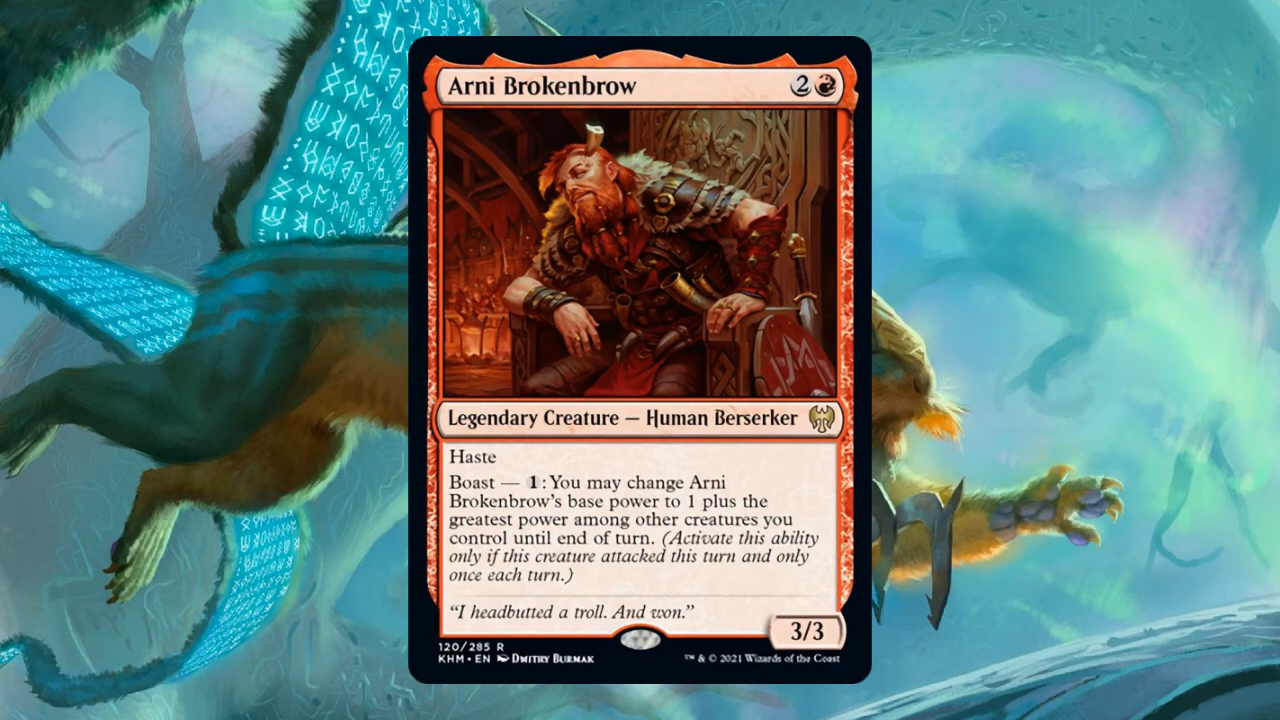 Arni Brokenbrow 2
Legendary Creature — Human Berserker
Haste
Boast — 1: You may change Arni
Brokenbrow's base power to 1 plus the
greatest power among other creatures you
control until end of turn. (Activate this ability
only if this creature attacked this turn and only
once each turn.)
"I headbutted a troll. And won."
3/3
120/285 R
KHM • EN Dmitry Burmak
™ & © 2021 Wizards of the Coast